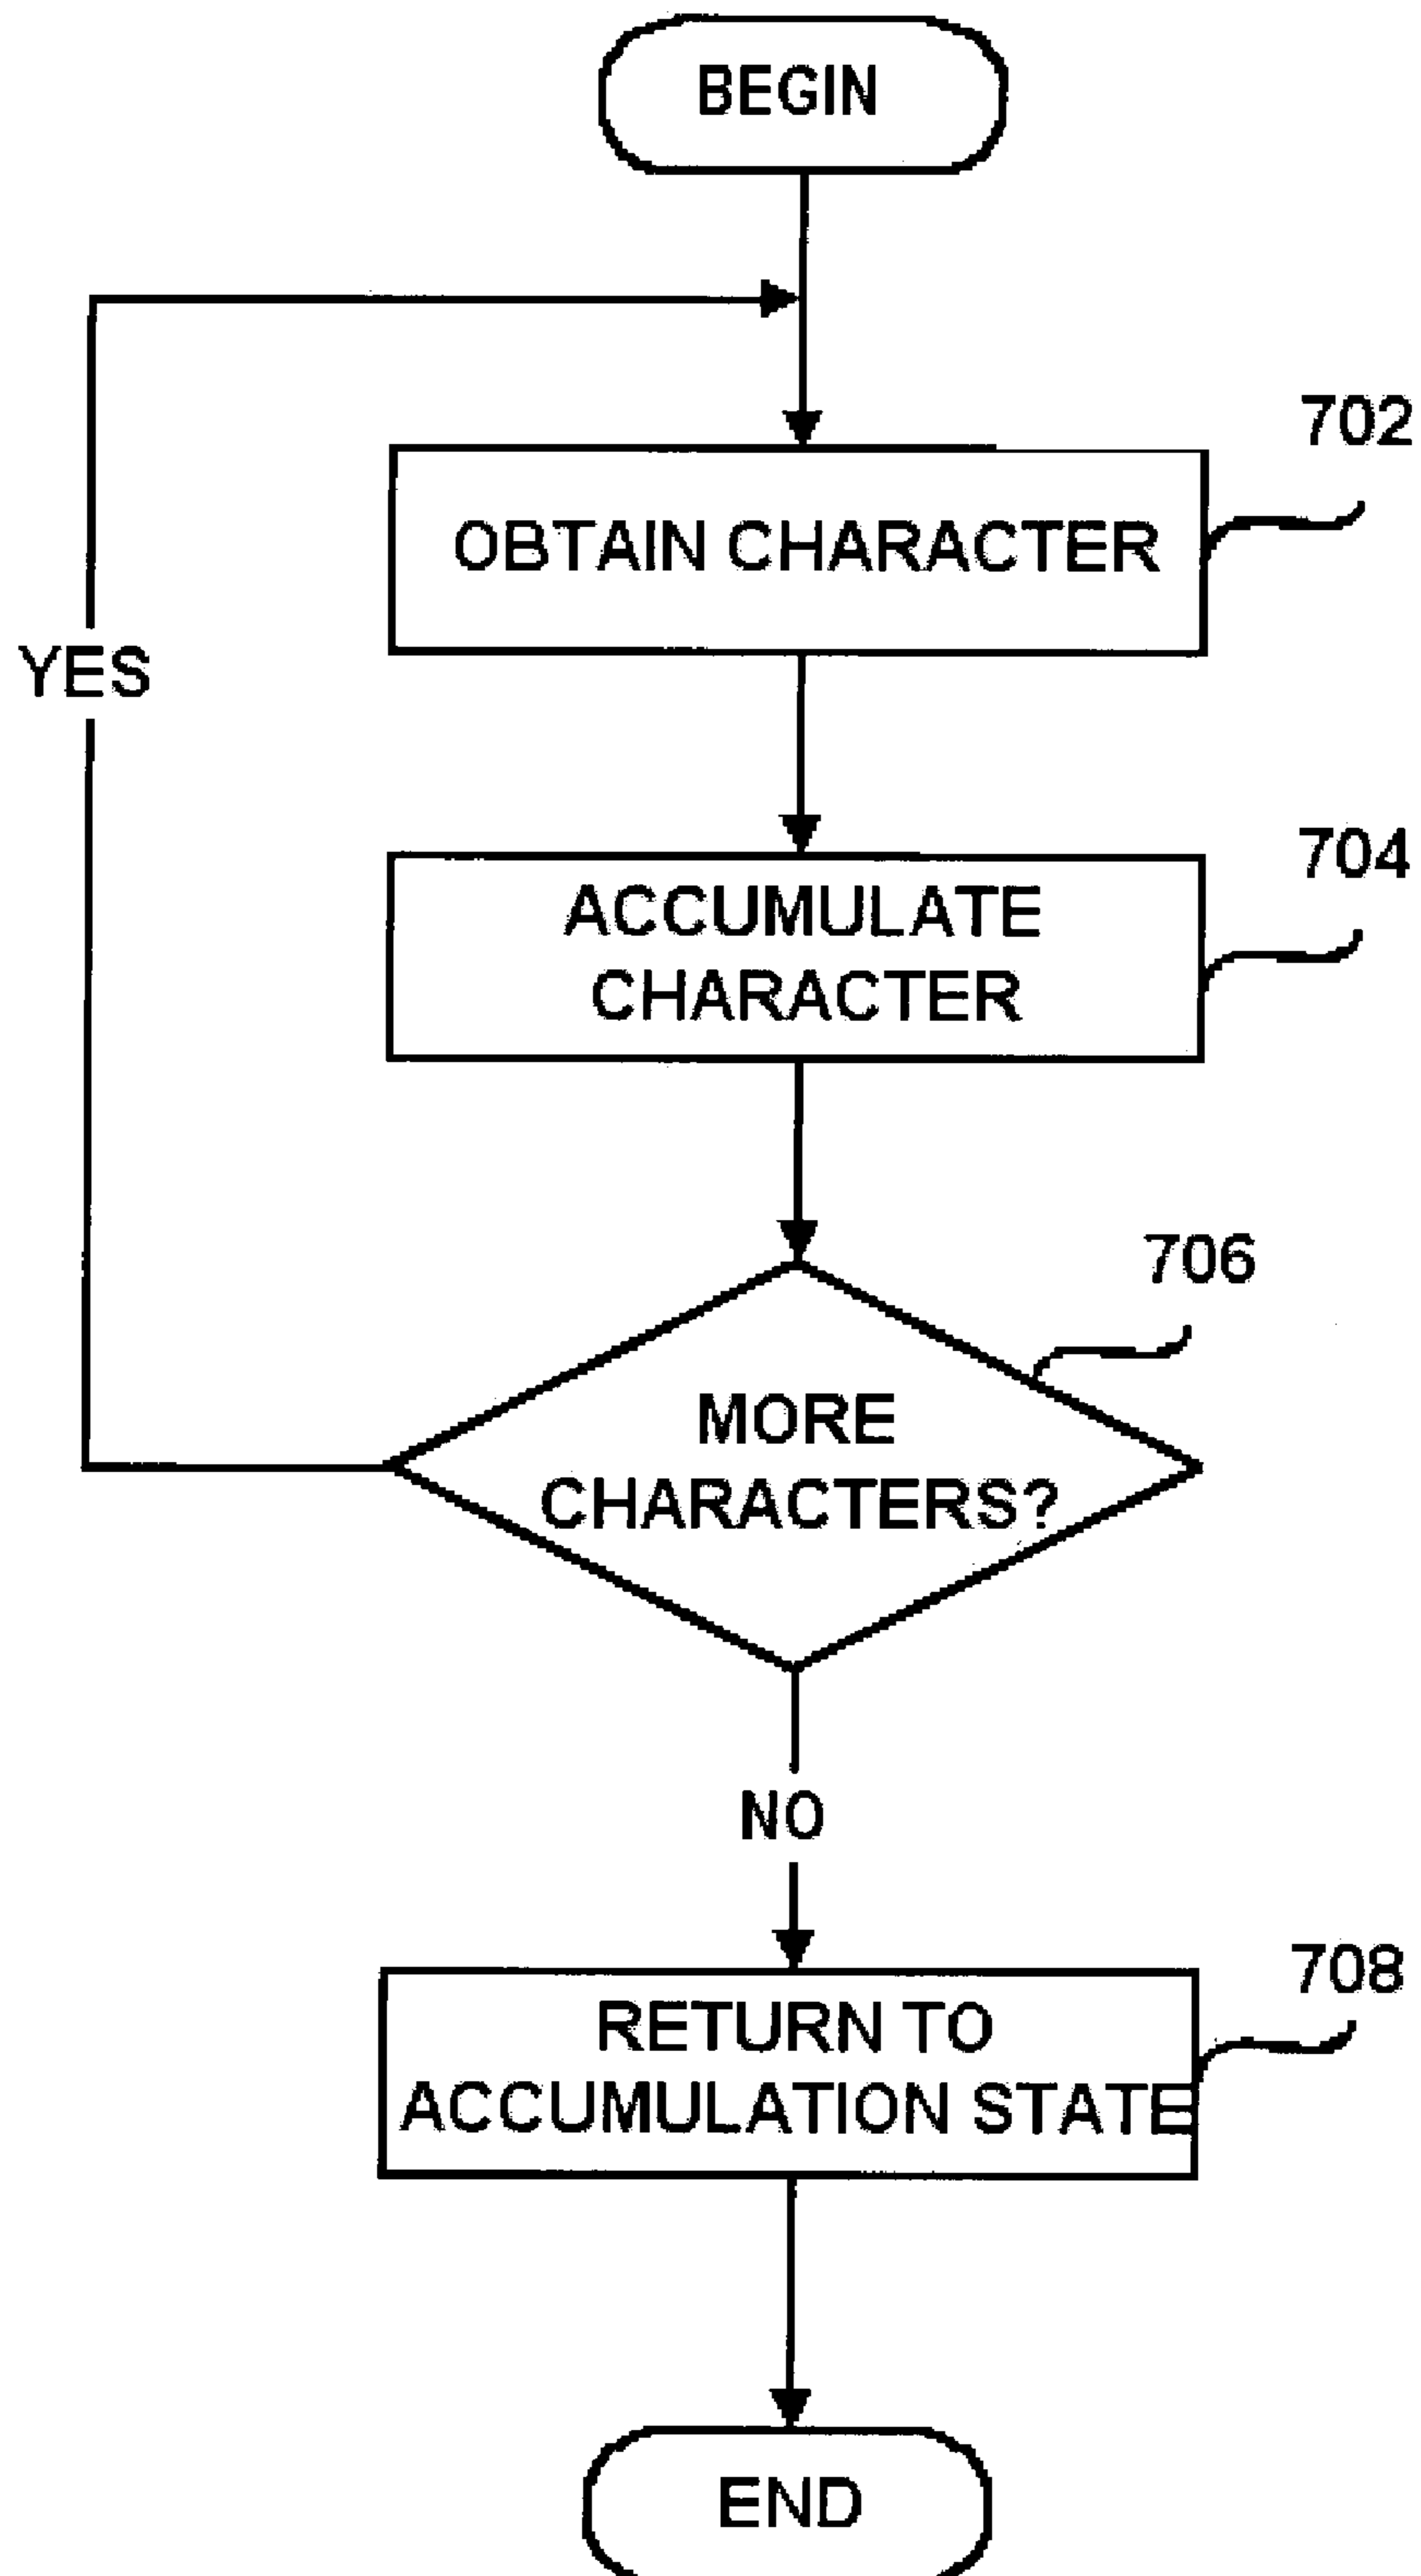 BEGIN
702
OBTAIN CHARACTER
YES
704
ACCUMULATE
CHARACTER
706
MORE
CHARACTERS?
NO
708
RETURN TO
ACCUMULATION STATE
END